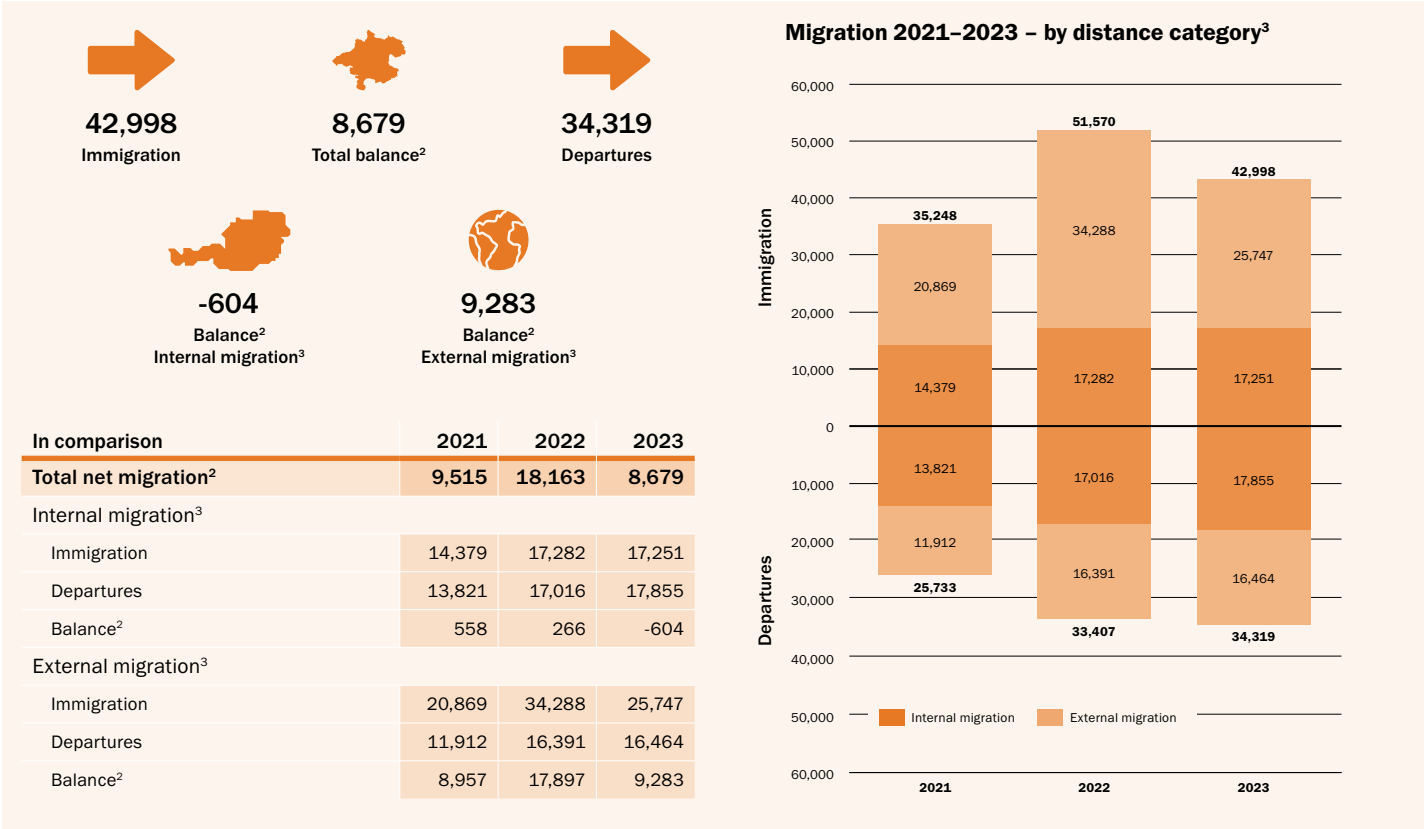 42,998
Immigration
8,679
Total balance²
34,319
Departures
-604
Balance²
Internal migration³
9,283
Balance²
External migration³
In comparison 2021 2022 2023
Total net migration² 9,515 18,163 8,679
Internal migration³
Immigration 14,379 17,282 17,251
Departures 13,821 17,016 17,855
Balance² 558 266 -604
External migration³
Immigration 20,869 34,288 25,747
Departures 11,912 16,391 16,464
Balance² 8,957 17,897 9,283
Migration 2021–2023 – by distance category³
Immigration
Departures
60,000
50,000
40,000
30,000
20,000
10,000
0
10,000
20,000
30,000
40,000
50,000
60,000
35,248
20,869
14,379
13,821
11,912
25,733
51,570
34,288
17,282
17,016
16,391
33,407
42,998
25,747
17,251
17,855
16,464
34,319
Internal migration External migration
2021 2022 2023